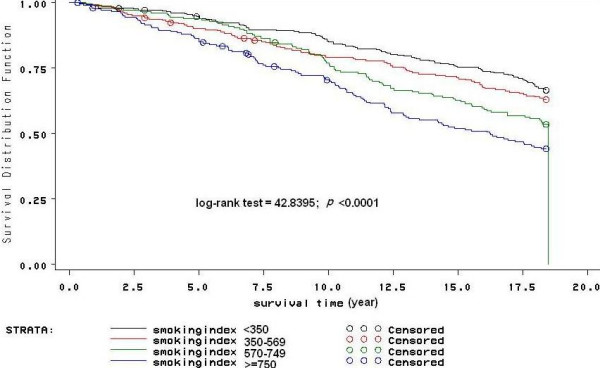 Survival Distribution Function
1.00
0.75
0.50
0.25
0.00
log-rank test = 42.8395; p <0.0001
0.0 2.5 5.0 7.5 10.0 12.5 15.0 17.5 20.0
survival time (year)
STRATA: smokingindex <350 Censored
smokingindex 350-569 Censored
smokingindex 570-749 Censored
smokingindex >=750 Censored